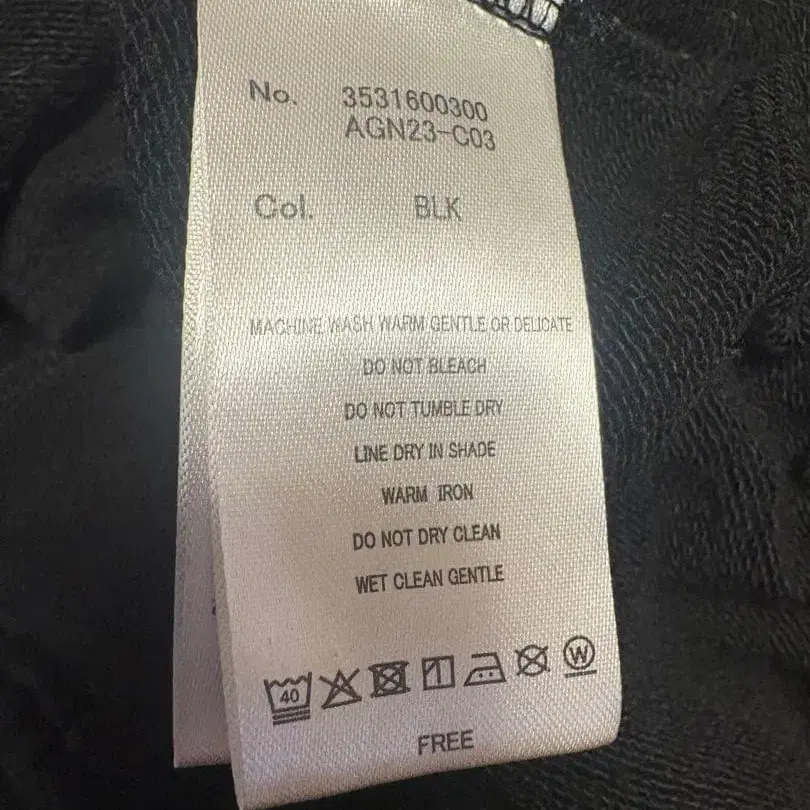 No. 3531600300
AGN23-C03
Col. BLK
MACHINE WASH WARM GENTLE OR DELICATE
DO NOT BLEACH
DO NOT TUMBLE DRY
LINE DRY IN SHADE
WARM IRON
DO NOT DRY CLEAN
WET CLEAN GENTLE
40 W
FREE